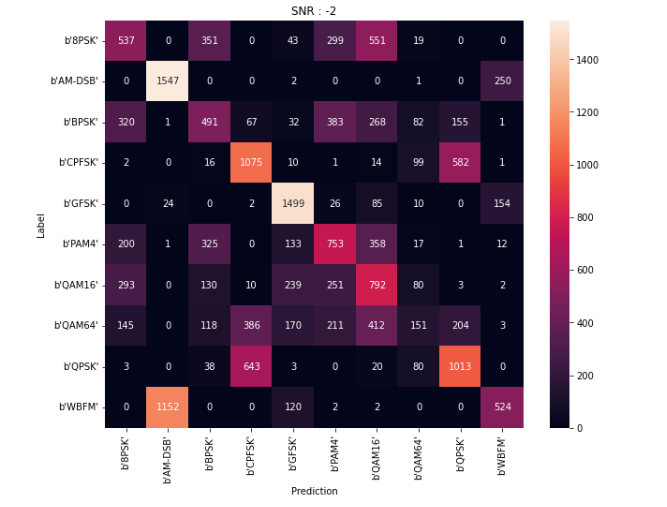 SNR : -2
b'8PSK' 537 0 351 0 43 299 551 19 0 0
b'AM-DSB' 0 1547 0 0 2 0 0 1 0 250
b'BPSK' 320 1 491 67 32 383 268 82 155 1
b'CPFSK' 2 0 16 1075 10 1 14 99 582 1
b'GFSK' 0 24 0 2 1499 26 85 10 0 154
b'PAM4' 200 1 325 0 133 753 358 17 1 12
b'QAM16' 293 0 130 10 239 251 792 80 3 2
b'QAM64' 145 0 118 386 170 211 412 151 204 3
b'QPSK' 3 0 38 643 3 0 20 80 1013 0
b'WBFM' 0 1152 0 0 120 2 2 0 0 524
b'8PSK' b'AM-DSB' b'BPSK' b'CPFSK' b'GFSK' b'PAM4' b'QAM16' b'QAM64' b'QPSK' b'WBFM'
Prediction
Label
1400
1200
1000
800
600
400
200
0